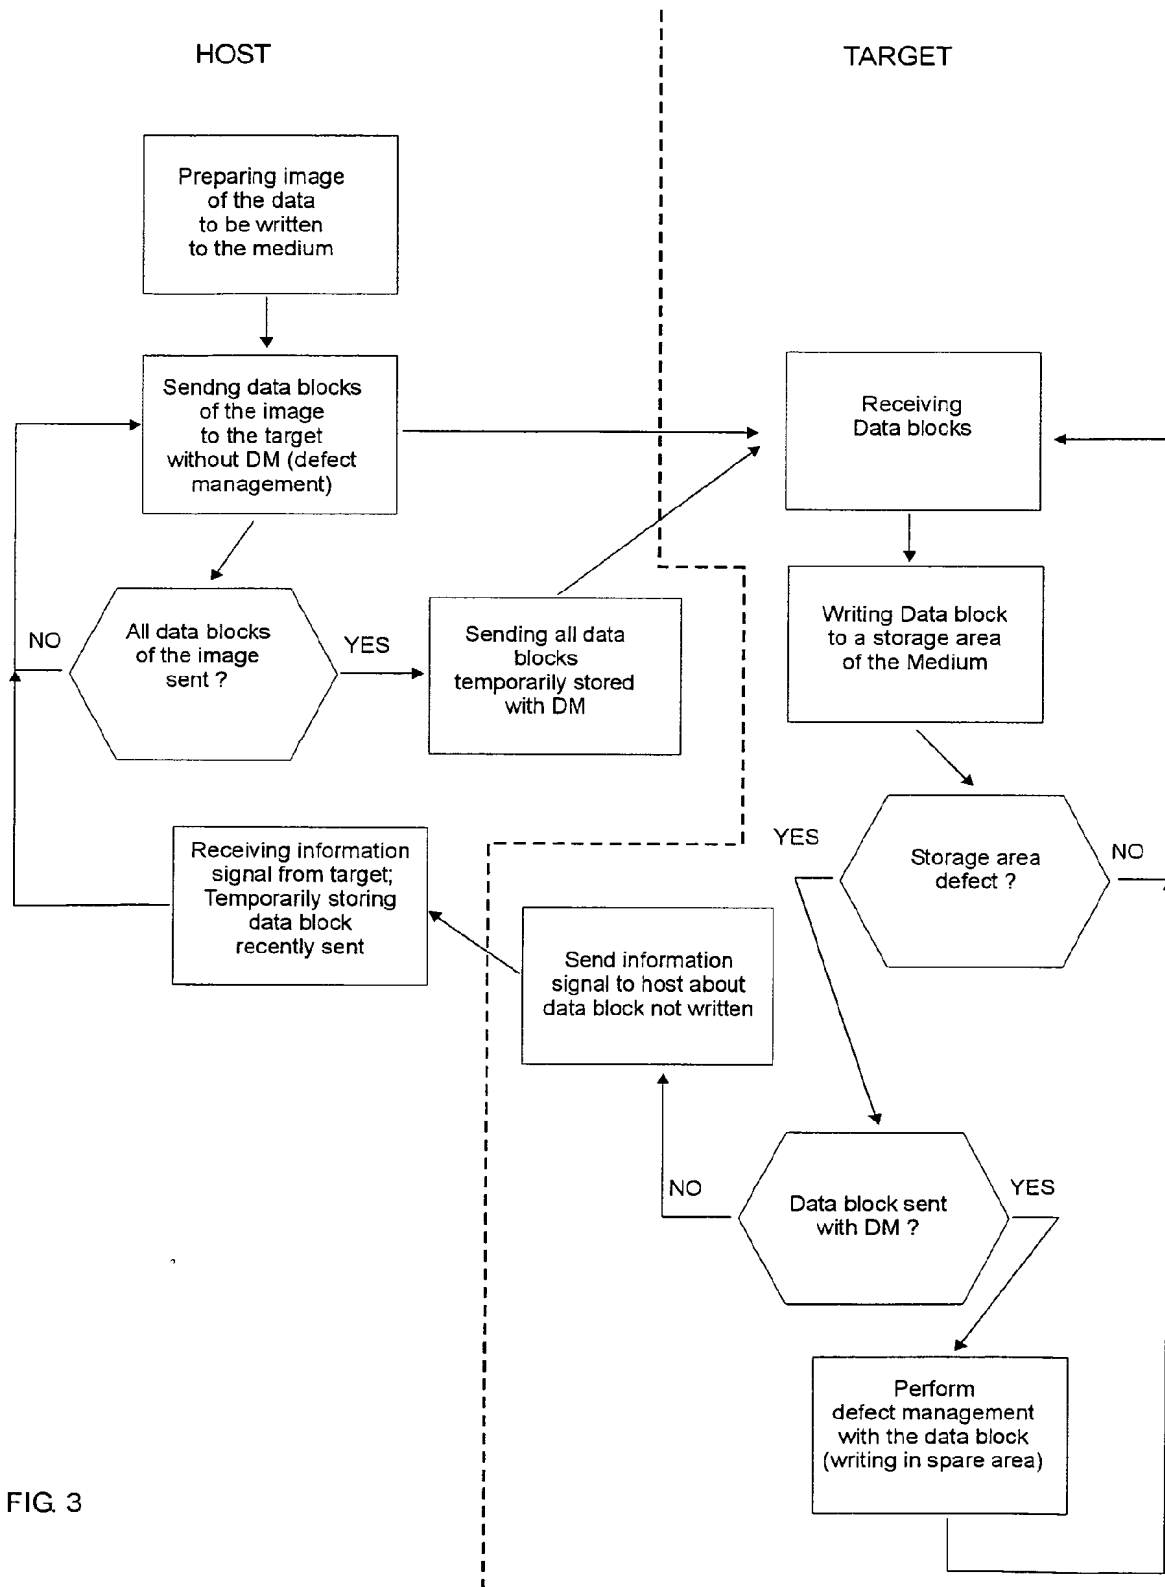 HOST
TARGET
Preparing image
of the data
to be written
to the medium
Sendng data blocks
of the image
to the target
without DM (defect
management)
Receiving
Data blocks
NO
All data blocks
of the image
sent ?
YES
Sending all data
blocks
temporarily stored
with DM
Writing Data block
to a storage area
of the Medium
YES
Storage area
defect ?
NO
Receiving information
signal from target;
Temporarily storing
data block
recently sent
Send information
signal to host about
data block not written
NO
Data block sent
with DM ?
YES
Perform
defect management
with the data block
(writing in spare area)
FIG. 3